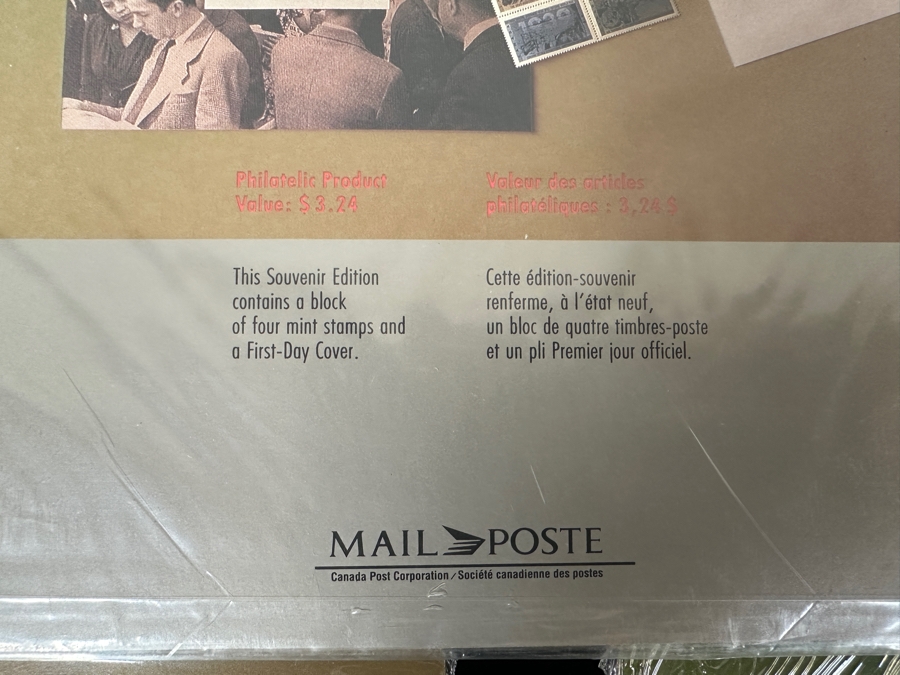 Philatelic Product
Value: $3.24
Valeur des articles
philatéliques : 3,24 $
This Souvenir Edition
contains a block
of four mint stamps and
a First-Day Cover.
Cette édition-souvenir
renferme, à l'état neuf,
un bloc de quatre timbres-poste
et un pli Premier jour officiel.
MAIL POSTE
Canada Post Corporation / Société canadienne des postes